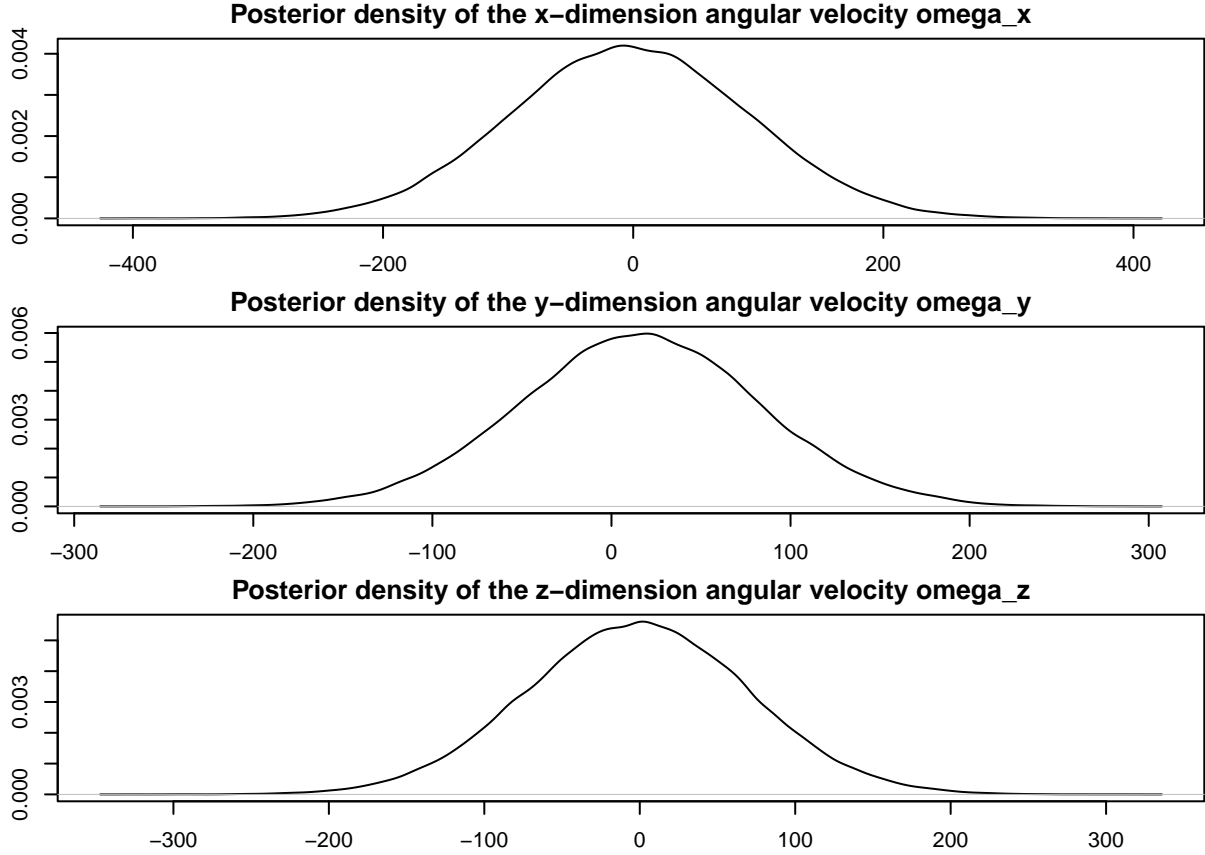 Posterior density of the x−dimension angular velocity omega_x
0.004
0.002
0.000
−400 −200 0 200 400
Posterior density of the y−dimension angular velocity omega_y
0.006
0.003
0.000
−300 −200 −100 0 100 200 300
Posterior density of the z−dimension angular velocity omega_z
0.003
0.000
−300 −200 −100 0 100 200 300